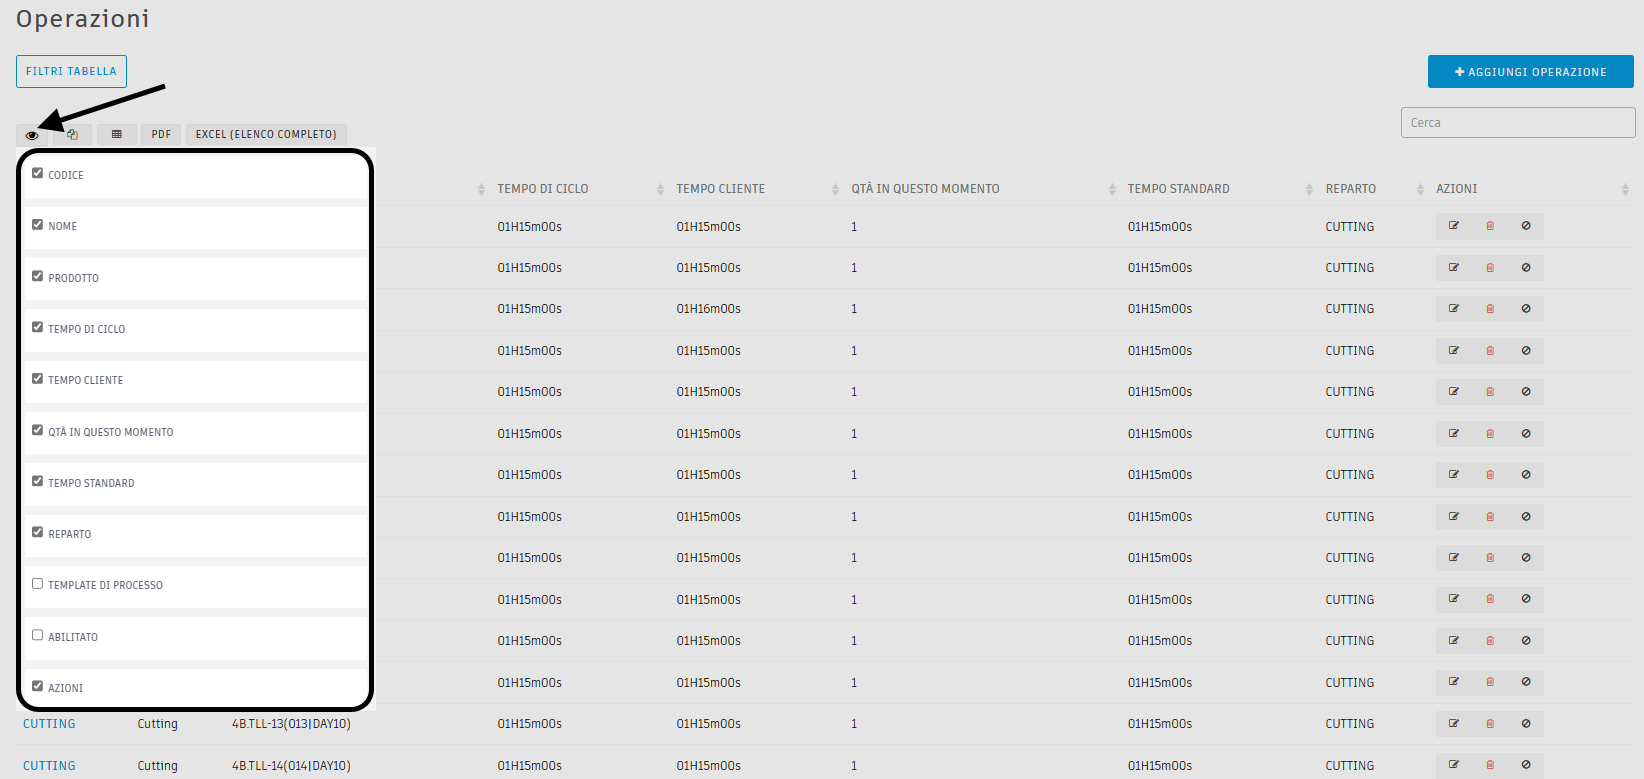 Operazioni
FILTRI TABELLA
AGGIUNGI OPERAZIONE
PDF EXCEL (ELENCO COMPLETO)
Cerca
CODICE
NOME
PRODOTTO
TEMPO DI CICLO
TEMPO CLIENTE
QTÀ IN QUESTO MOMENTO
TEMPO STANDARD
REPARTO
TEMPLATE DI PROCESSO
ABILITATO
AZIONI
TEMPO DI CICLO TEMPO CLIENTE QTÀ IN QUESTO MOMENTO TEMPO STANDARD REPARTO AZIONI
01H15m00s 01H15m00s 1 01H15m00s CUTTING
01H15m00s 01H15m00s 1 01H15m00s CUTTING
01H15m00s 01H16m00s 1 01H15m00s CUTTING
01H15m00s 01H15m00s 1 01H15m00s CUTTING
01H15m00s 01H15m00s 1 01H15m00s CUTTING
01H15m00s 01H15m00s 1 01H15m00s CUTTING
01H15m00s 01H15m00s 1 01H15m00s CUTTING
01H15m00s 01H15m00s 1 01H15m00s CUTTING
01H15m00s 01H15m00s 1 01H15m00s CUTTING
01H15m00s 01H15m00s 1 01H15m00s CUTTING
01H15m00s 01H15m00s 1 01H15m00s CUTTING
01H15m00s 01H15m00s 1 01H15m00s CUTTING
CUTTING Cutting 4B.TLL-13(013|DAY10) 01H15m00s 01H15m00s 1 01H15m00s CUTTING
CUTTING Cutting 4B.TLL-14(014|DAY10) 01H15m00s 01H15m00s 1 01H15m00s CUTTING